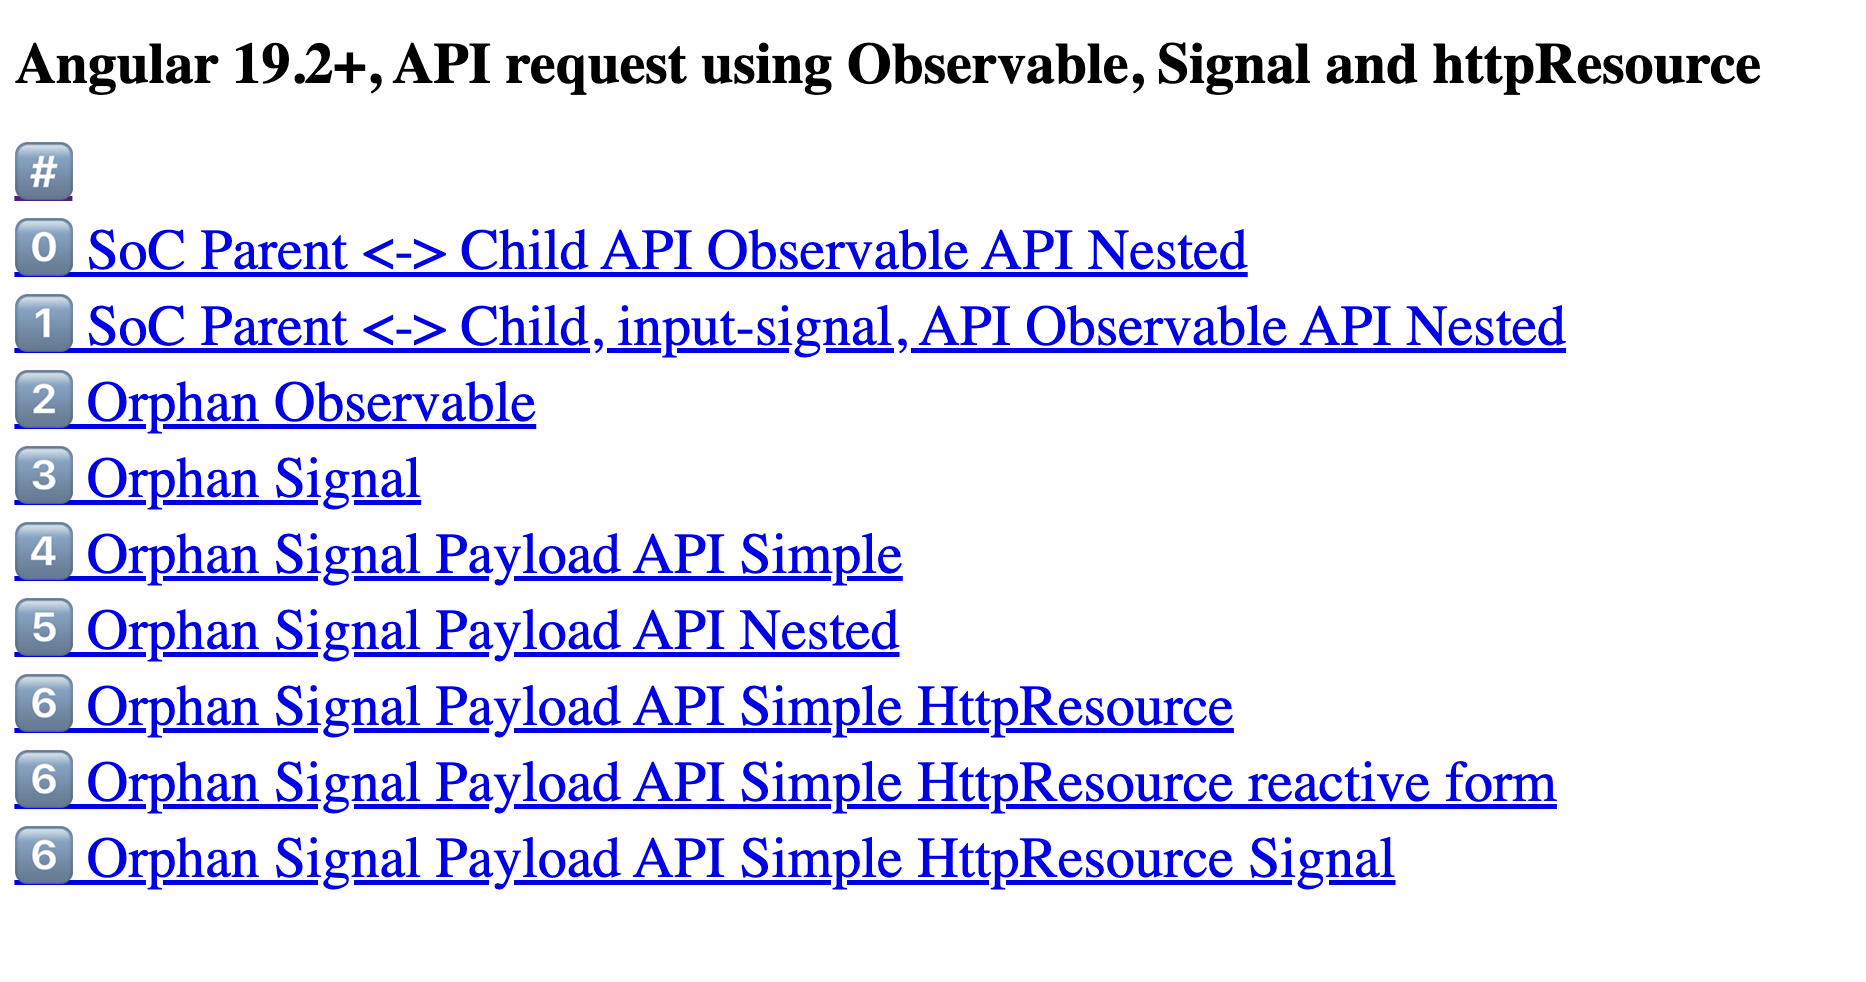 Angular 19.2+, API request using Observable, Signal and httpResource
#️⃣
0️⃣ SoC Parent <-> Child API Observable API Nested
1️⃣ SoC Parent <-> Child, input-signal, API Observable API Nested
2️⃣ Orphan Observable
3️⃣ Orphan Signal
4️⃣ Orphan Signal Payload API Simple
5️⃣ Orphan Signal Payload API Nested
6️⃣ Orphan Signal Payload API Simple HttpResource
6️⃣ Orphan Signal Payload API Simple HttpResource reactive form
6️⃣ Orphan Signal Payload API Simple HttpResource Signal